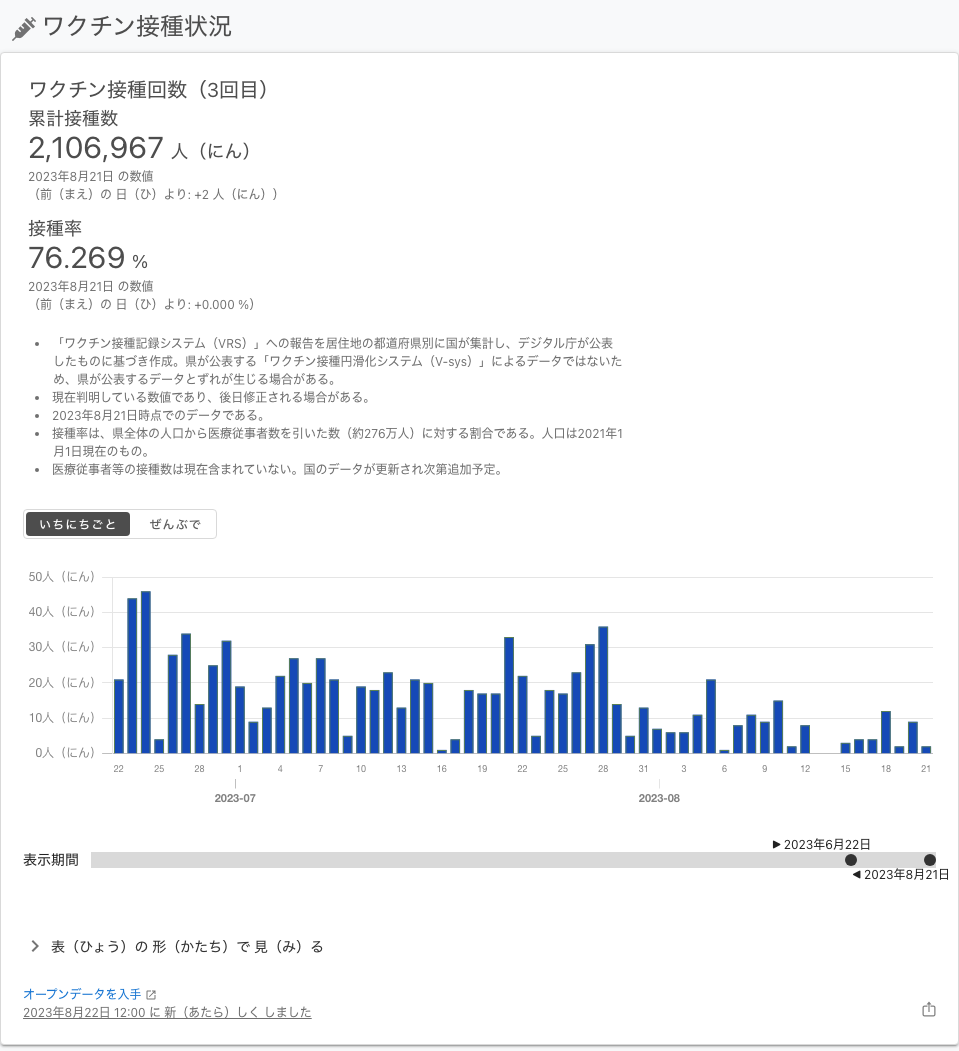 ワクチン接種状況
ワクチン接種回数（3回目）
累計接種数
2,106,967 人（にん）
2023年8月21日 の数値
（前（まえ）の 日（ひ）より: +2 人（にん））
接種率
76.269 %
2023年8月21日 の数値
（前（まえ）の 日（ひ）より: +0.000 %）
• 「ワクチン接種記録システム（VRS）」への報告を居住地の都道府県別に国が集計し、デジタル庁が公表
したものに基づき作成。県が公表する「ワクチン接種円滑化システム（V-sys）」によるデータではないた
め、県が公表するデータとずれが生じる場合がある。
• 現在判明している数値であり、後日修正される場合がある。
• 2023年8月21日時点でのデータである。
• 接種率は、県全体の人口から医療従事者数を引いた数（約276万人）に対する割合である。人口は2021年1
月1日現在のもの。
• 医療従事者等の接種数は現在含まれていない。国のデータが更新され次第追加予定。
いちにちごと ぜんぶで
50人（にん）
40人（にん）
30人（にん）
20人（にん）
10人（にん）
0人（にん）
22 25 28 1 4 7 10 13 16 19 22 25 28 31 3 6 9 12 15 18 21
2023-07 2023-08
▶ 2023年6月22日
表示期間
◀ 2023年8月21日
表（ひょう）の 形（かたち）で 見（み）る
オープンデータを入手
2023年8月22日 12:00 に 新（あたら）しく しました